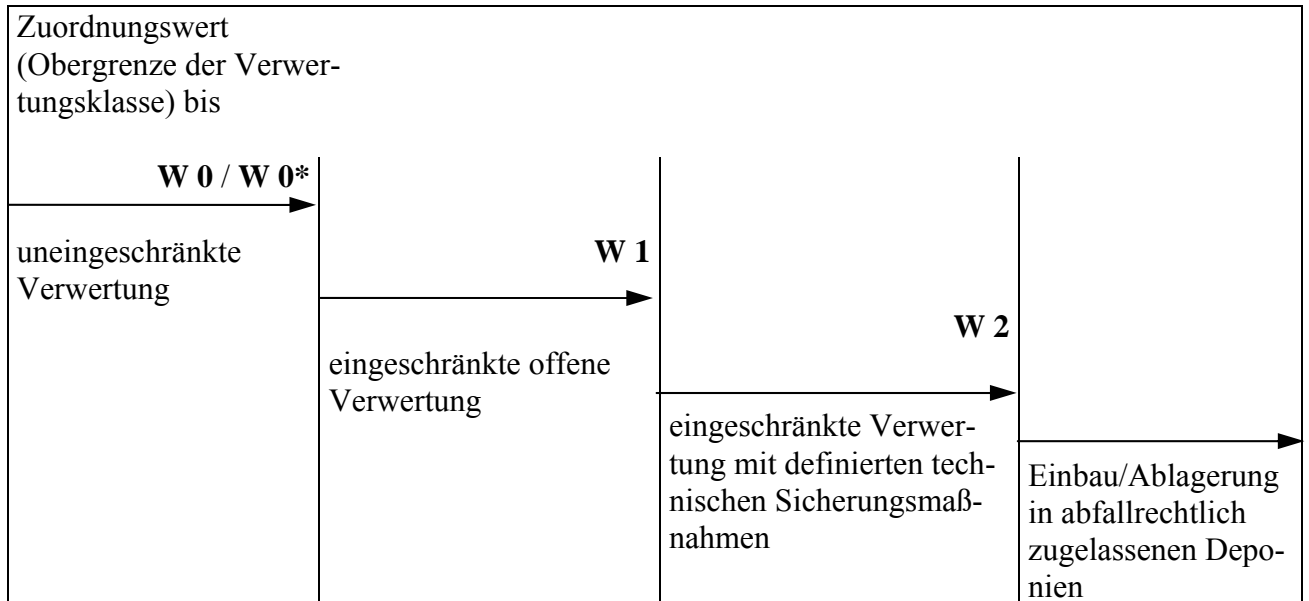 Zuordnungswert
(Obergrenze der Verwer-
tungsklasse) bis
W 0 / W 0*
uneingeschränkte
Verwertung
W 1
eingeschränkte offene
Verwertung
W 2
eingeschränkte Verwer-
tung mit definierten tech-
nischen Sicherungsmaß-
nahmen
Einbau/Ablagerung
in abfallrechtlich
zugelassenen Depo-
nien